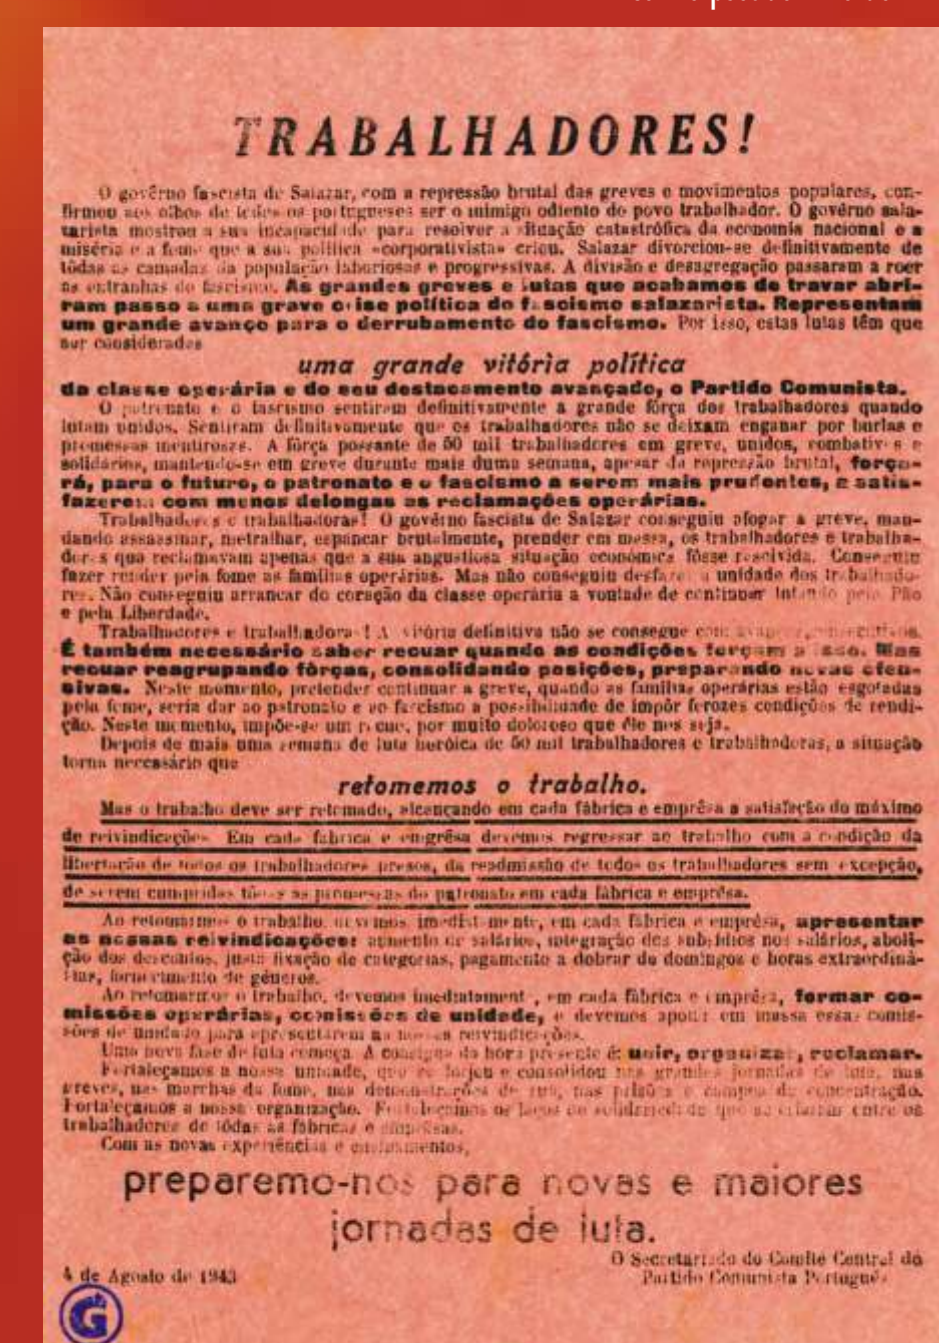 TRABALHADORES!
O govêrno fascista de Salazar, com a repressão brutal das greves e movimentos populares, con-
firmou aos olhos de todos os portugueses ser o inimigo odiento do povo trabalhador. O govêrno sala-
zarista mostrou a sua incapacidade para resolver a situação catastrófica da economia nacional e a
miséria e a fome que a sua política «corporativista» criou. Salazar divorciou-se definitivamente de
tôdas as camadas da população laboriosas e progressivas. A divisão e desagregação passaram a roer
as entranhas do fascismo. As grandes greves e lutas que acabamos de travar abri-
ram passo a uma grave crise política do fascismo salazarista. Representam
um grande avanço para o derrubamento do fascismo. Por isso, estas lutas têm que
ser consideradas
uma grande vitória política
da classe operária e do seu destacamento avançado, o Partido Comunista.
O patronato e o fascismo sentiram definitivamente a grande fôrça dos trabalhadores quando
lutam unidos. Sentiram definitivamente que os trabalhadores não se deixam enganar por burlas e
promessas mentirosas. A fôrça possante de 50 mil trabalhadores em greve, unidos, combativos e
solidários, mantendo-se em greve durante mais duma semana, apesar da repressão brutal, força-
rá, para o futuro, o patronato e o fascismo a serem mais prudentes, a satis-
fazerem com menos delongas as reclamações operárias.
Trabalhadores e trabalhadoras! O govêrno fascista de Salazar conseguiu afogar a greve, man-
dando assassinar, metralhar, espancar brutalmente, prender em massa, os trabalhadores e trabalha-
doras que reclamavam apenas que a sua angustiosa situação económica fôsse resolvida. Conseguiu
fazer render pela fome as famílias operárias. Mas não conseguiu desfazer a unidade dos trabalhado-
res. Não conseguiu arrancar do coração da classe operária a vontade de continuar lutando pelo Pão
e pela Liberdade.
Trabalhadores e trabalhadoras! A vitória definitiva não se consegue com avanços
É também necessário saber recuar quando as condições forçam a isso. Mas
recuar reagrupando fôrças, consolidando posições, preparando novas ofen-
sivas. Neste momento, pretender continuar a greve, quando as famílias operárias estão esgotadas
pela fome, seria dar ao patronato e ao fascismo a possibilidade de impôr ferozes condições de rendi-
ção. Neste momento, impõe-se um recuo, por muito doloroso que êle nos seja.
Depois de mais uma semana de luta heróica de 50 mil trabalhadores e trabalhadoras, a situação
torna necessário que
retomemos o trabalho.
Mas o trabalho deve ser retomado, alcançando em cada fábrica e emprêsa a satisfação do máximo
de reivindicações. Em cada fábrica e emprêsa devemos regressar ao trabalho com a condição da
libertação de todos os trabalhadores presos, da readmissão de todos os trabalhadores sem excepção,
de serem cumpridas tôdas as promessas do patronato em cada fábrica e emprêsa.
Ao retomarmos o trabalho, devemos, imediatamente, em cada fábrica e emprêsa, apresentar
as nossas reivindicações: aumento de salários, integração dos subsídios nos salários, aboli-
ção dos descontos, justa fixação de categorias, pagamento a dobrar de domingos e horas extraordiná-
rias, fornecimento de géneros.
Ao retomarmos o trabalho, devemos imediatamente, em cada fábrica e emprêsa, formar co-
missões operárias, comissões de unidade, e devemos apoiar em massa essas comis-
sões de unidade para apresentarem as nossas reivindicações.
Uma nova fase de luta começa. A consigna da hora presente é: unir, organizar, reclamar.
Fortaleçamos a nossa unidade, que se forjou e consolidou nas grandes jornadas de luta, nas
greves, nas marchas da fome, nas demonstrações de rua, nas prisões e campos de concentração.
Fortaleçamos a nossa organização. Fortaleçamos os laços de solidariedade que se criaram entre os
trabalhadores de tôdas as fábricas e emprêsas.
Com as novas experiências e ensinamentos,
preparemo-nos para novas e maiores
jornadas de luta.
O Secretariado do Comité Central do
4 de Agosto de 1943 Partido Comunista Português
G